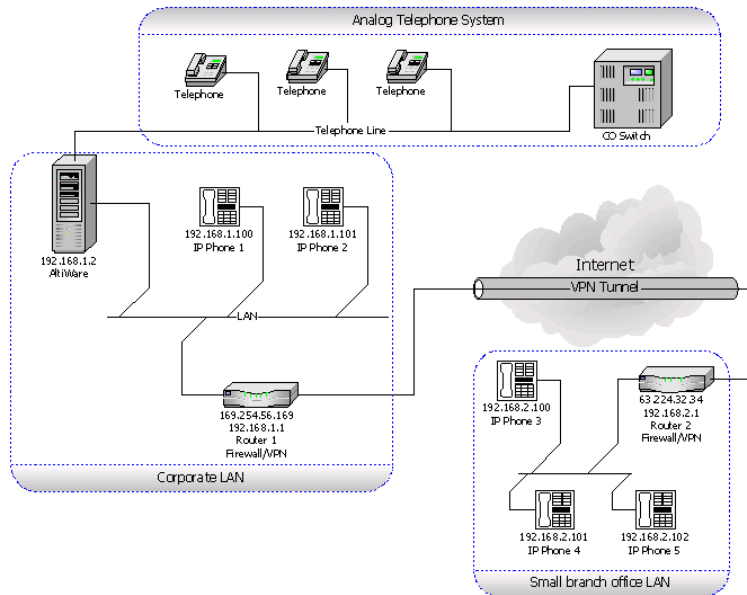 Analog Telephone System
Telephone
Telephone
Telephone
Telephone Line
CO Switch
192.168.1.2
AltiWare
192.168.1.100
IP Phone 1
192.168.1.101
IP Phone 2
LAN
169.254.56.169
192.168.1.1
Router 1
Firewall/VPN
Corporate LAN
Internet
VPN Tunnel
192.168.2.100
IP Phone 3
63.224.32.34
192.168.2.1
Router 2
Firewall/VPN
192.168.2.101
IP Phone 4
192.168.2.102
IP Phone 5
Small branch office LAN